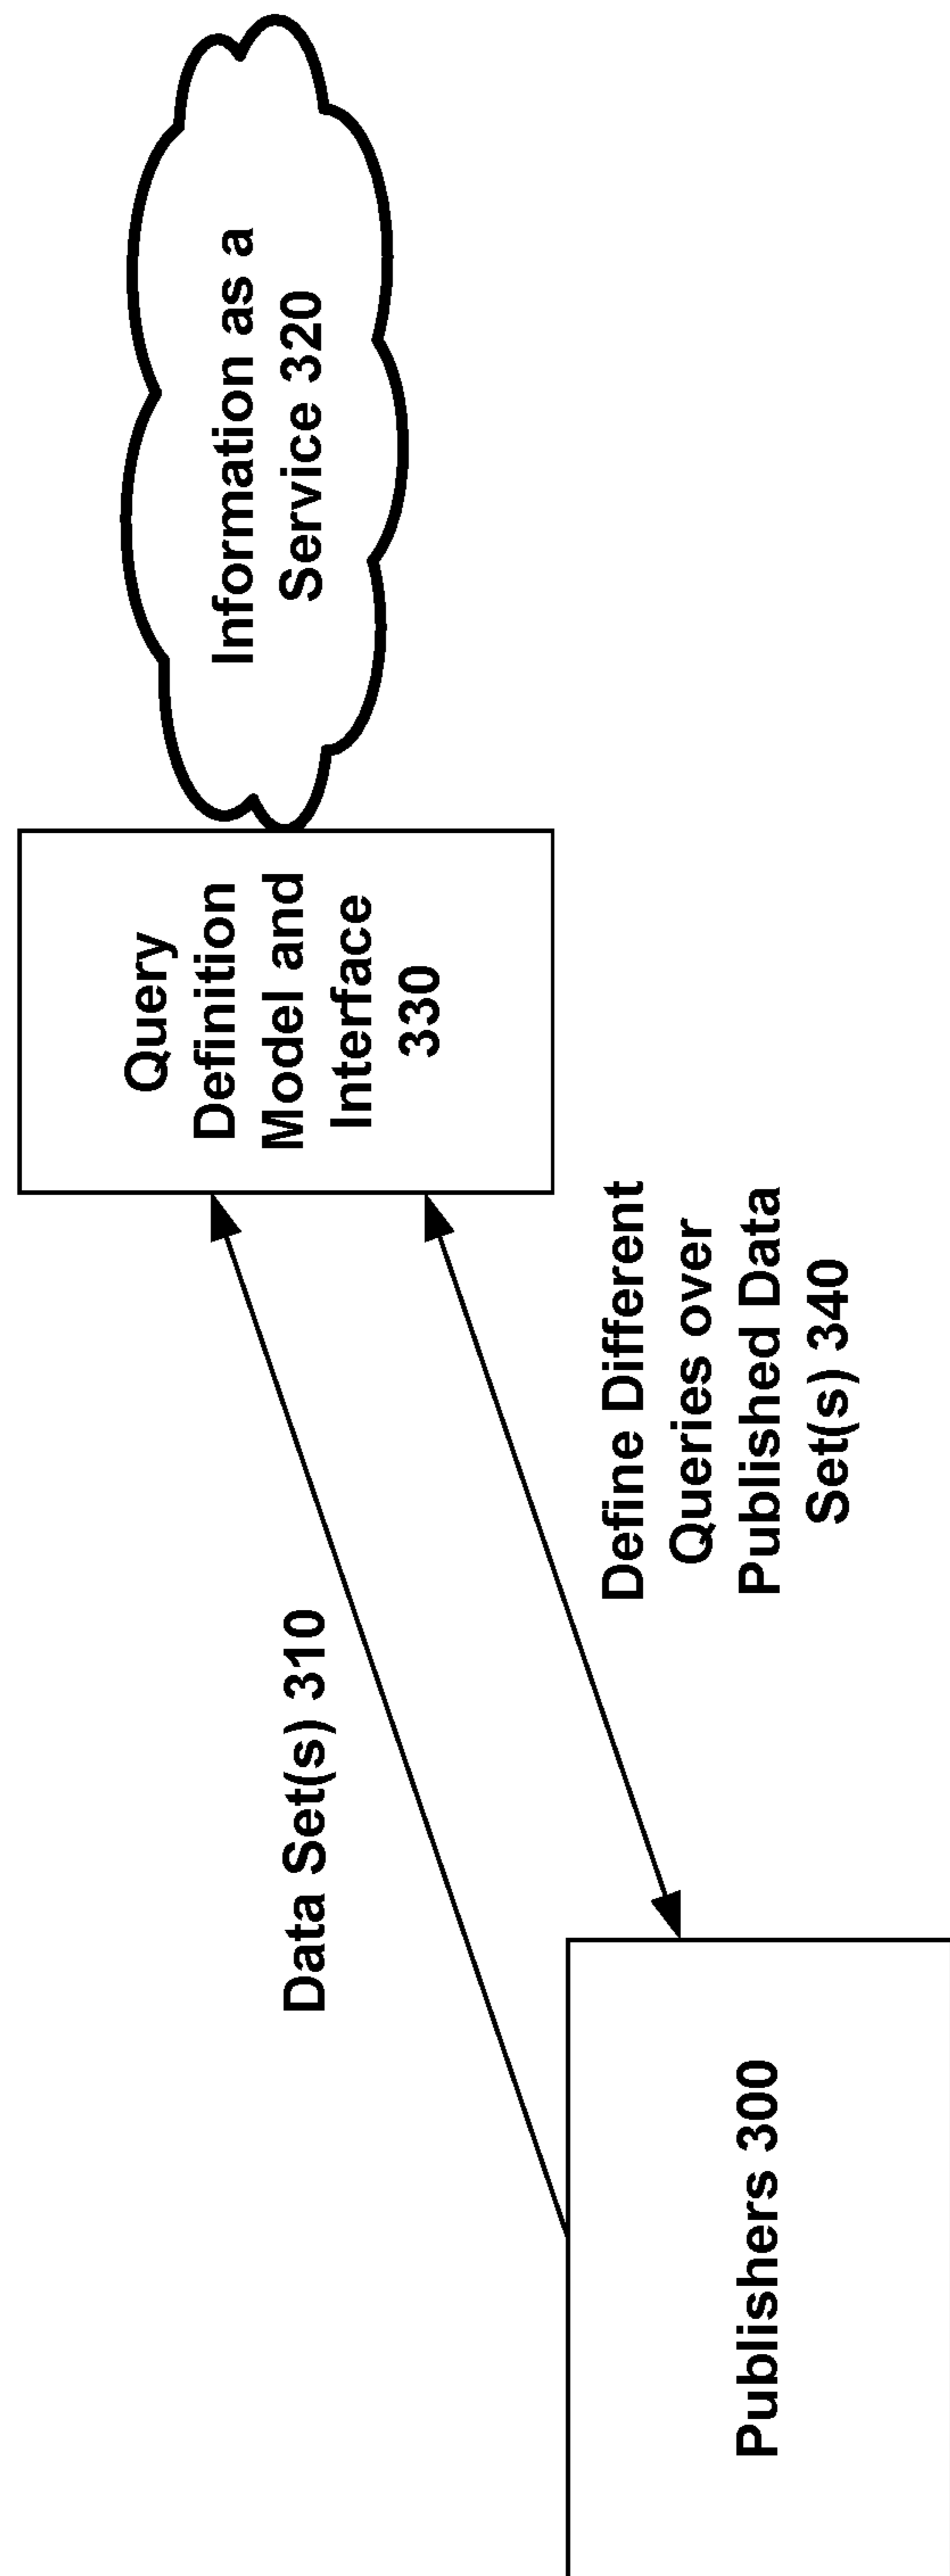 Information as a
Service 320
Query
Definition
Model and
Interface
330
Data Set(s) 310
Define Different
Queries over
Published Data
Set(s) 340
Publishers 300